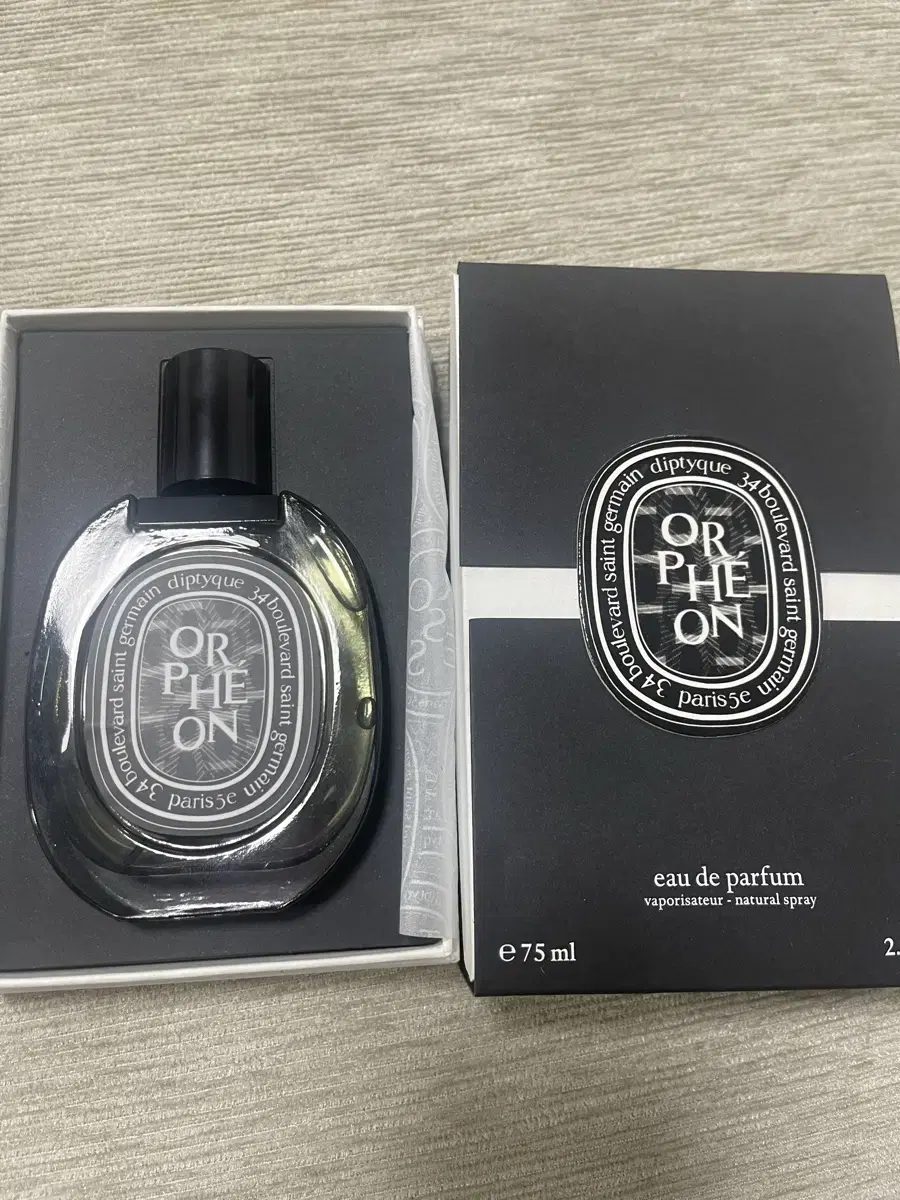 34 boulevard saint germain diptyque 34 boulevard saint germain
paris5e
OR
PHÉ
ON
34 boulevard saint germain diptyque 34 boulevard saint germain
paris5e
OR
PHÉ
ON
eau de parfum
vaporisateur - natural spray
e 75 ml
2.